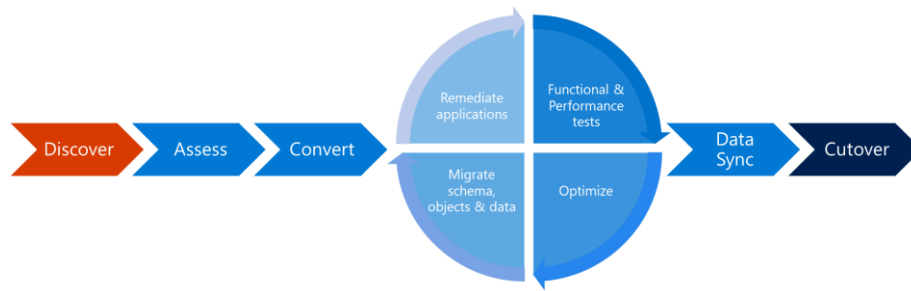 Discover
Assess
Convert
Remediate
applications
Functional &
Performance
tests
Migrate
schema,
objects & data
Optimize
Data
Sync
Cutover